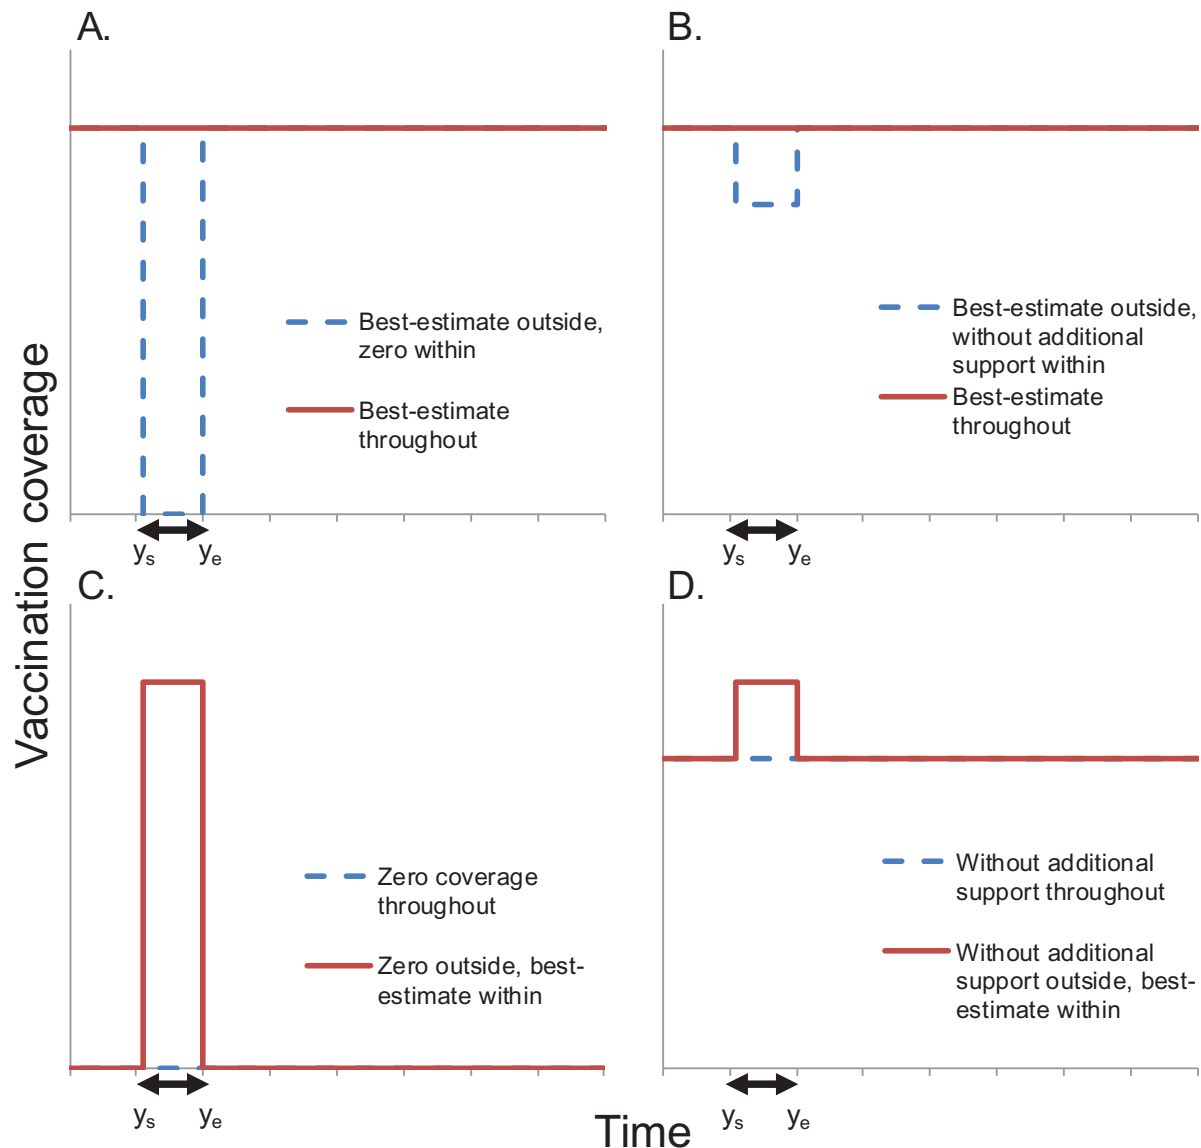 A.
Best-estimate outside,
zero within
Best-estimate
throughout
yₛ
yₑ
B.
Best-estimate outside,
without additional
support within
Best-estimate
throughout
yₛ
yₑ
Vaccination coverage
C.
Zero coverage
throughout
Zero outside, best-
estimate within
yₛ
yₑ
D.
Without additional
support throughout
Without additional
support outside, best-
estimate within
yₛ
yₑ
Time